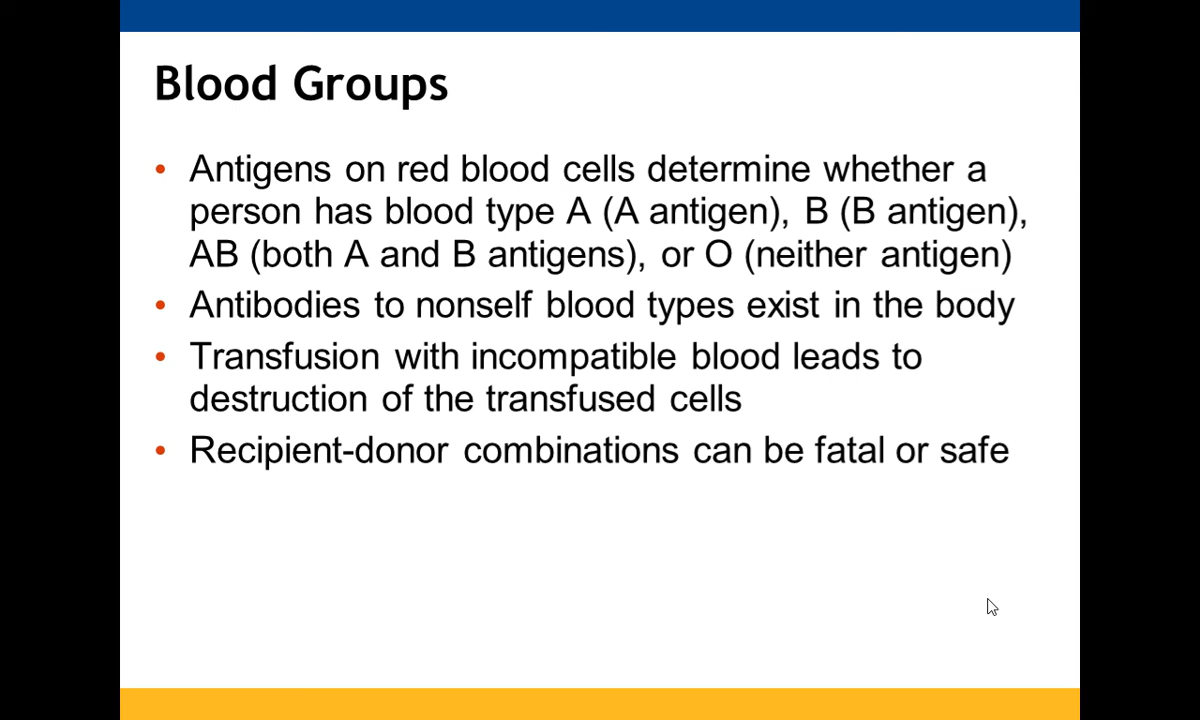 Blood Groups
• Antigens on red blood cells determine whether a
person has blood type A (A antigen), B (B antigen),
AB (both A and B antigens), or O (neither antigen)
• Antibodies to nonself blood types exist in the body
• Transfusion with incompatible blood leads to
destruction of the transfused cells
• Recipient-donor combinations can be fatal or safe